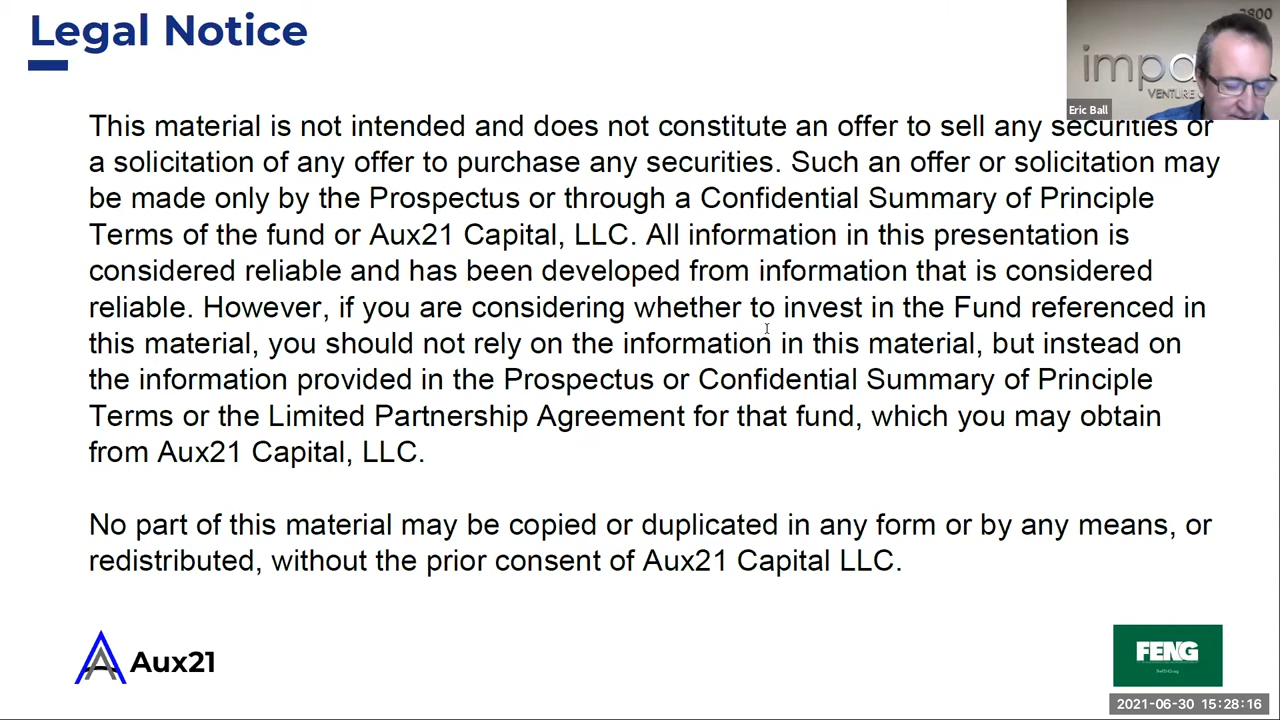 Legal Notice
3800
impa
VENTURE
Eric Ball
This material is not intended and does not constitute an offer to sell any securities or
a solicitation of any offer to purchase any securities. Such an offer or solicitation may
be made only by the Prospectus or through a Confidential Summary of Principle
Terms of the fund or Aux21 Capital, LLC. All information in this presentation is
considered reliable and has been developed from information that is considered
reliable. However, if you are considering whether to invest in the Fund referenced in
this material, you should not rely on the information in this material, but instead on
the information provided in the Prospectus or Confidential Summary of Principle
Terms or the Limited Partnership Agreement for that fund, which you may obtain
from Aux21 Capital, LLC.
No part of this material may be copied or duplicated in any form or by any means, or
redistributed, without the prior consent of Aux21 Capital LLC.
Aux21
FENG
2021-06-30 15:28:16